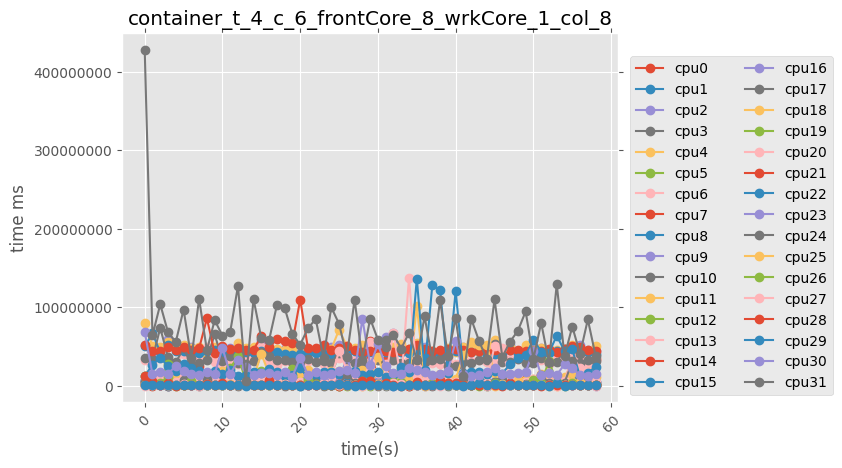 container_t_4_c_6_frontCore_8_wrkCore_1_col_8
400000000
300000000
200000000
100000000
0
time ms
0
10
20
30
40
50
60
time(s)
cpu0
cpu1
cpu2
cpu3
cpu4
cpu5
cpu6
cpu7
cpu8
cpu9
cpu10
cpu11
cpu12
cpu13
cpu14
cpu15
cpu16
cpu17
cpu18
cpu19
cpu20
cpu21
cpu22
cpu23
cpu24
cpu25
cpu26
cpu27
cpu28
cpu29
cpu30
cpu31